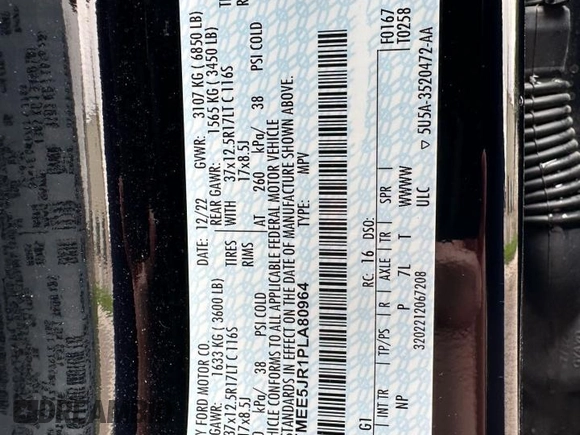 Y FORD MOTOR CO.
DATE: 12/22 GVWR: 3107 KG ( 6850 LB)
1633 KG ( 3600 LB) REAR GAWR: 1565 KG ( 3450 LB)
37x12.5R17LT C 116S TIRES WITH 37x12.5R17LT C 116S
17x8.5J RIMS 17x8.5J
kPa/ 38 PSI COLD AT 260 kPa/ 38 PSI COLD
HICLE CONFORMS TO ALL APPLICABLE FEDERAL MOTOR VEHICLE
STANDARDS IN EFFECT ON THE DATE OF MANUFACTURE SHOWN ABOVE.
MEE5JR1PLA80964 TYPE: MPV
F0167
T0258
G1 RC: 16 DSO:
INT TR TP/PS R AXLE TR SPR
NP P 7L T WWWW
ULC
3202212067208
▽ 5U5A-3520472-AA